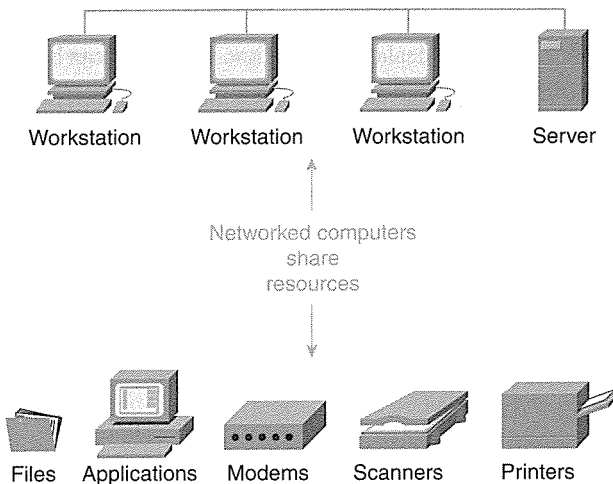 Workstation Workstation Workstation Server
Networked computers
share
resources
Files Applications Modems Scanners Printers